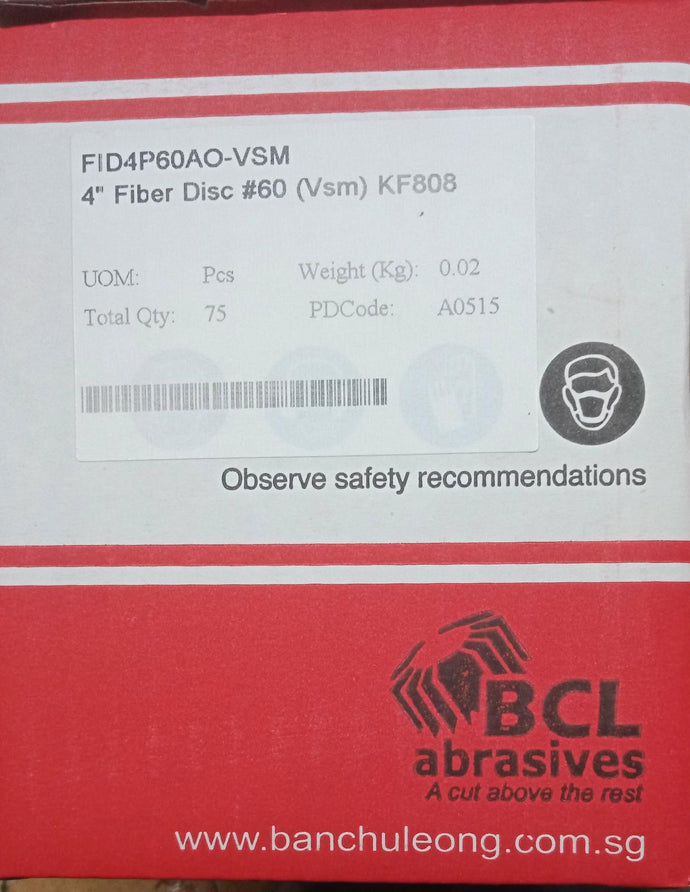 FID4P60AO-VSM
4" Fiber Disc #60 (Vsm) KF808
UOM: Pcs Weight (Kg): 0.02
Total Qty: 75 PDCode: A0515
Observe safety recommendations
BCL
abrasives
A cut above the rest
www.banchuleong.com.sg